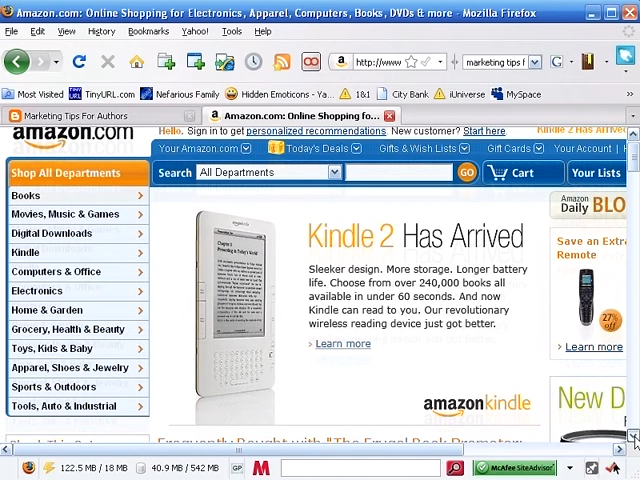 Amazon.com: Online Shopping for Electronics, Apparel, Computers, Books, DVDs & more - Mozilla Firefox
File Edit View History Bookmarks Yahoo! Tools Help
http://www
marketing tips f
Most Visited TinyURL.com Nefarious Family Hidden Emoticons - Ya... 1&1 City Bank iUniverse MySpace
Marketing Tips For Authors
Amazon.com: Online Shopping fo...
amazon.com
Hello. Sign in to get personalized recommendations. New customer? Start here.
Kindle 2 Has Arrived
Your Amazon.com Today's Deals Gifts & Wish Lists Gift Cards Your Account | H
Shop All Departments
Search All Departments GO Cart Your Lists
Books
Movies, Music & Games
Digital Downloads
Kindle
Computers & Office
Electronics
Home & Garden
Grocery, Health & Beauty
Toys, Kids & Baby
Apparel, Shoes & Jewelry
Sports & Outdoors
Tools, Auto & Industrial
Kindle 2 Has Arrived
Sleeker design. More storage. Longer battery
life. Choose from over 240,000 books all
available in under 60 seconds. And now
Kindle can read to you. Our revolutionary
wireless reading device just got better.
› Learn more
amazonkindle
Amazon
Daily BLO
Save an Extra
Remote
27%
off
› Learn more
New D
Check This Out
Frequently Bought with "The Frugal Book Promoter:
122.5 MB / 18 MB 40.9 MB / 542 MB GP M McAfee SiteAdvisor